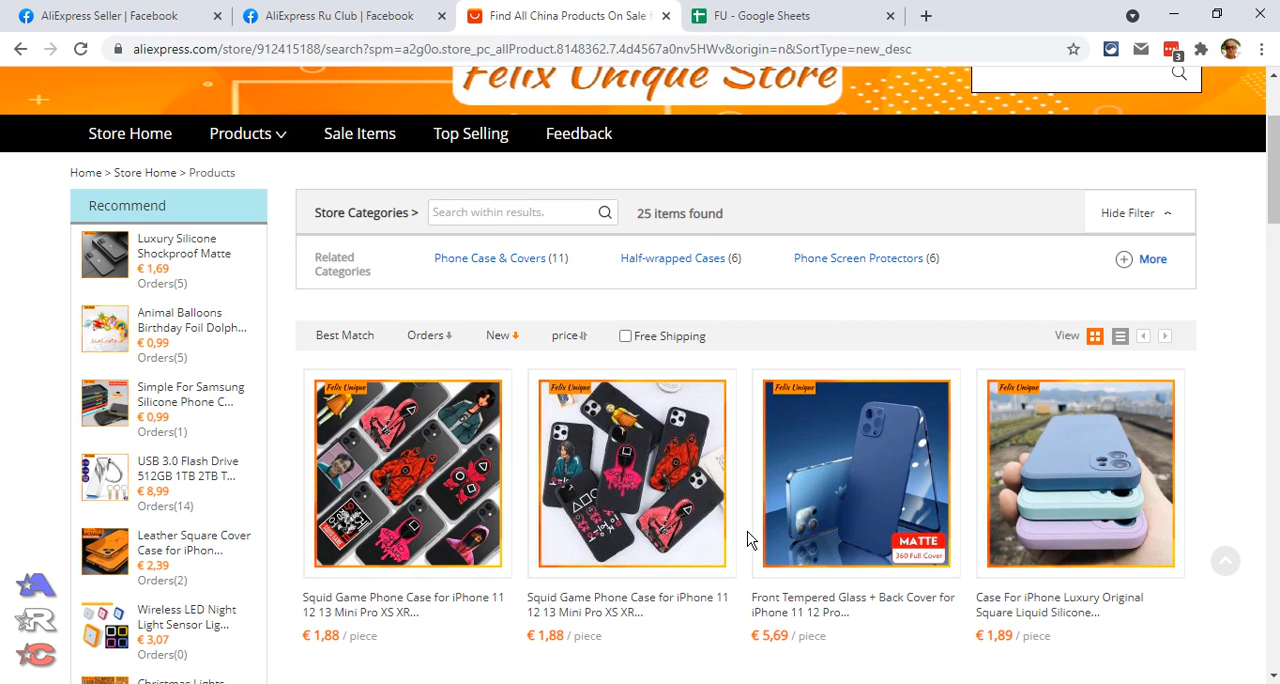 AliExpress Seller | Facebook
AliExpress Ru Club | Facebook
Find All China Products On Sale f
FU - Google Sheets
aliexpress.com/store/912415188/search?spm=a2g0o.store_pc_allProduct.8148362.7.4d4567a0nv5HWv&origin=n&SortType=new_desc
3
Felix Unique Store
Store Home
Products
Sale Items
Top Selling
Feedback
Home > Store Home > Products
Recommend
Luxury Silicone
Shockproof Matte
€ 1,69
Orders(5)
Animal Balloons
Birthday Foil Dolph...
€ 0,99
Orders(5)
Simple For Samsung
Silicone Phone C...
€ 0,99
Orders(1)
USB 3.0 Flash Drive
512GB 1TB 2TB T...
€ 8,99
Orders(14)
Leather Square Cover
Case for iPhon...
€ 2,39
Orders(2)
Wireless LED Night
Light Sensor Lig...
€ 3,07
Orders(0)
Christmas Lights
A
R
C
Store Categories >
Search within results.
25 items found
Hide Filter
Related
Categories
Phone Case & Covers (11)
Half-wrapped Cases (6)
Phone Screen Protectors (6)
More
Best Match
Orders
New
price
Free Shipping
View
Felix Unique
Felix Unique
Felix Unique
MATTE
360 Full Cover
Felix Unique
Squid Game Phone Case for iPhone 11
12 13 Mini Pro XS XR...
€ 1,88 / piece
Squid Game Phone Case for iPhone 11
12 13 Mini Pro XS XR...
€ 1,88 / piece
Front Tempered Glass + Back Cover for
iPhone 11 12 Pro...
€ 5,69 / piece
Case For iPhone Luxury Original
Square Liquid Silicone...
€ 1,89 / piece